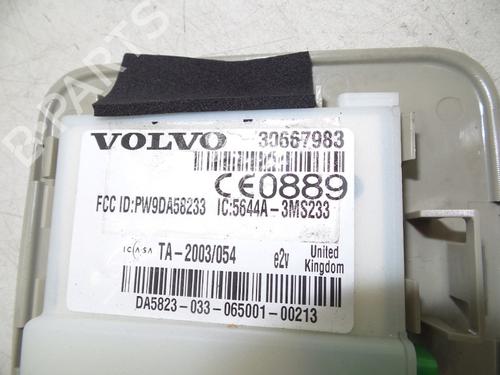 VOLVO 30667983
CE0889
FCC ID:PW9DA58233 IC:5644A-3MS233
ICASA TA-2003/054 e2v United Kingdom
DA5823-033-065001-00213
B-PARTS